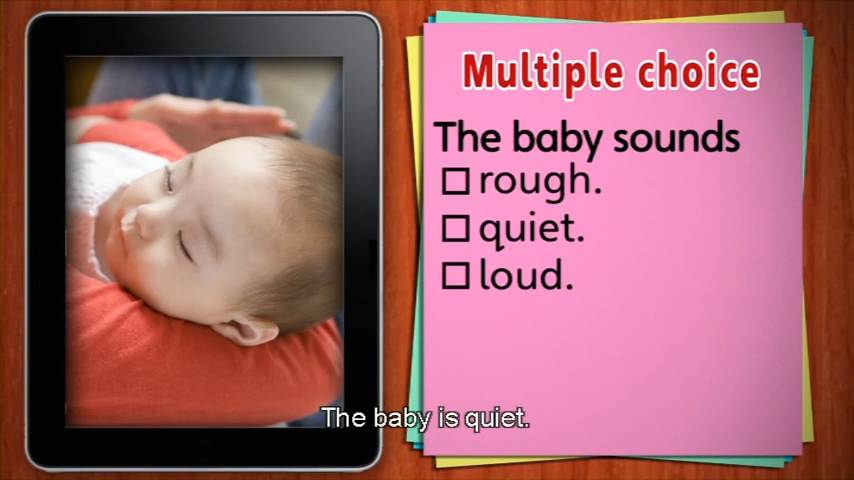 Multiple choice
The baby sounds
rough.
quiet.
loud.
The baby is quiet.